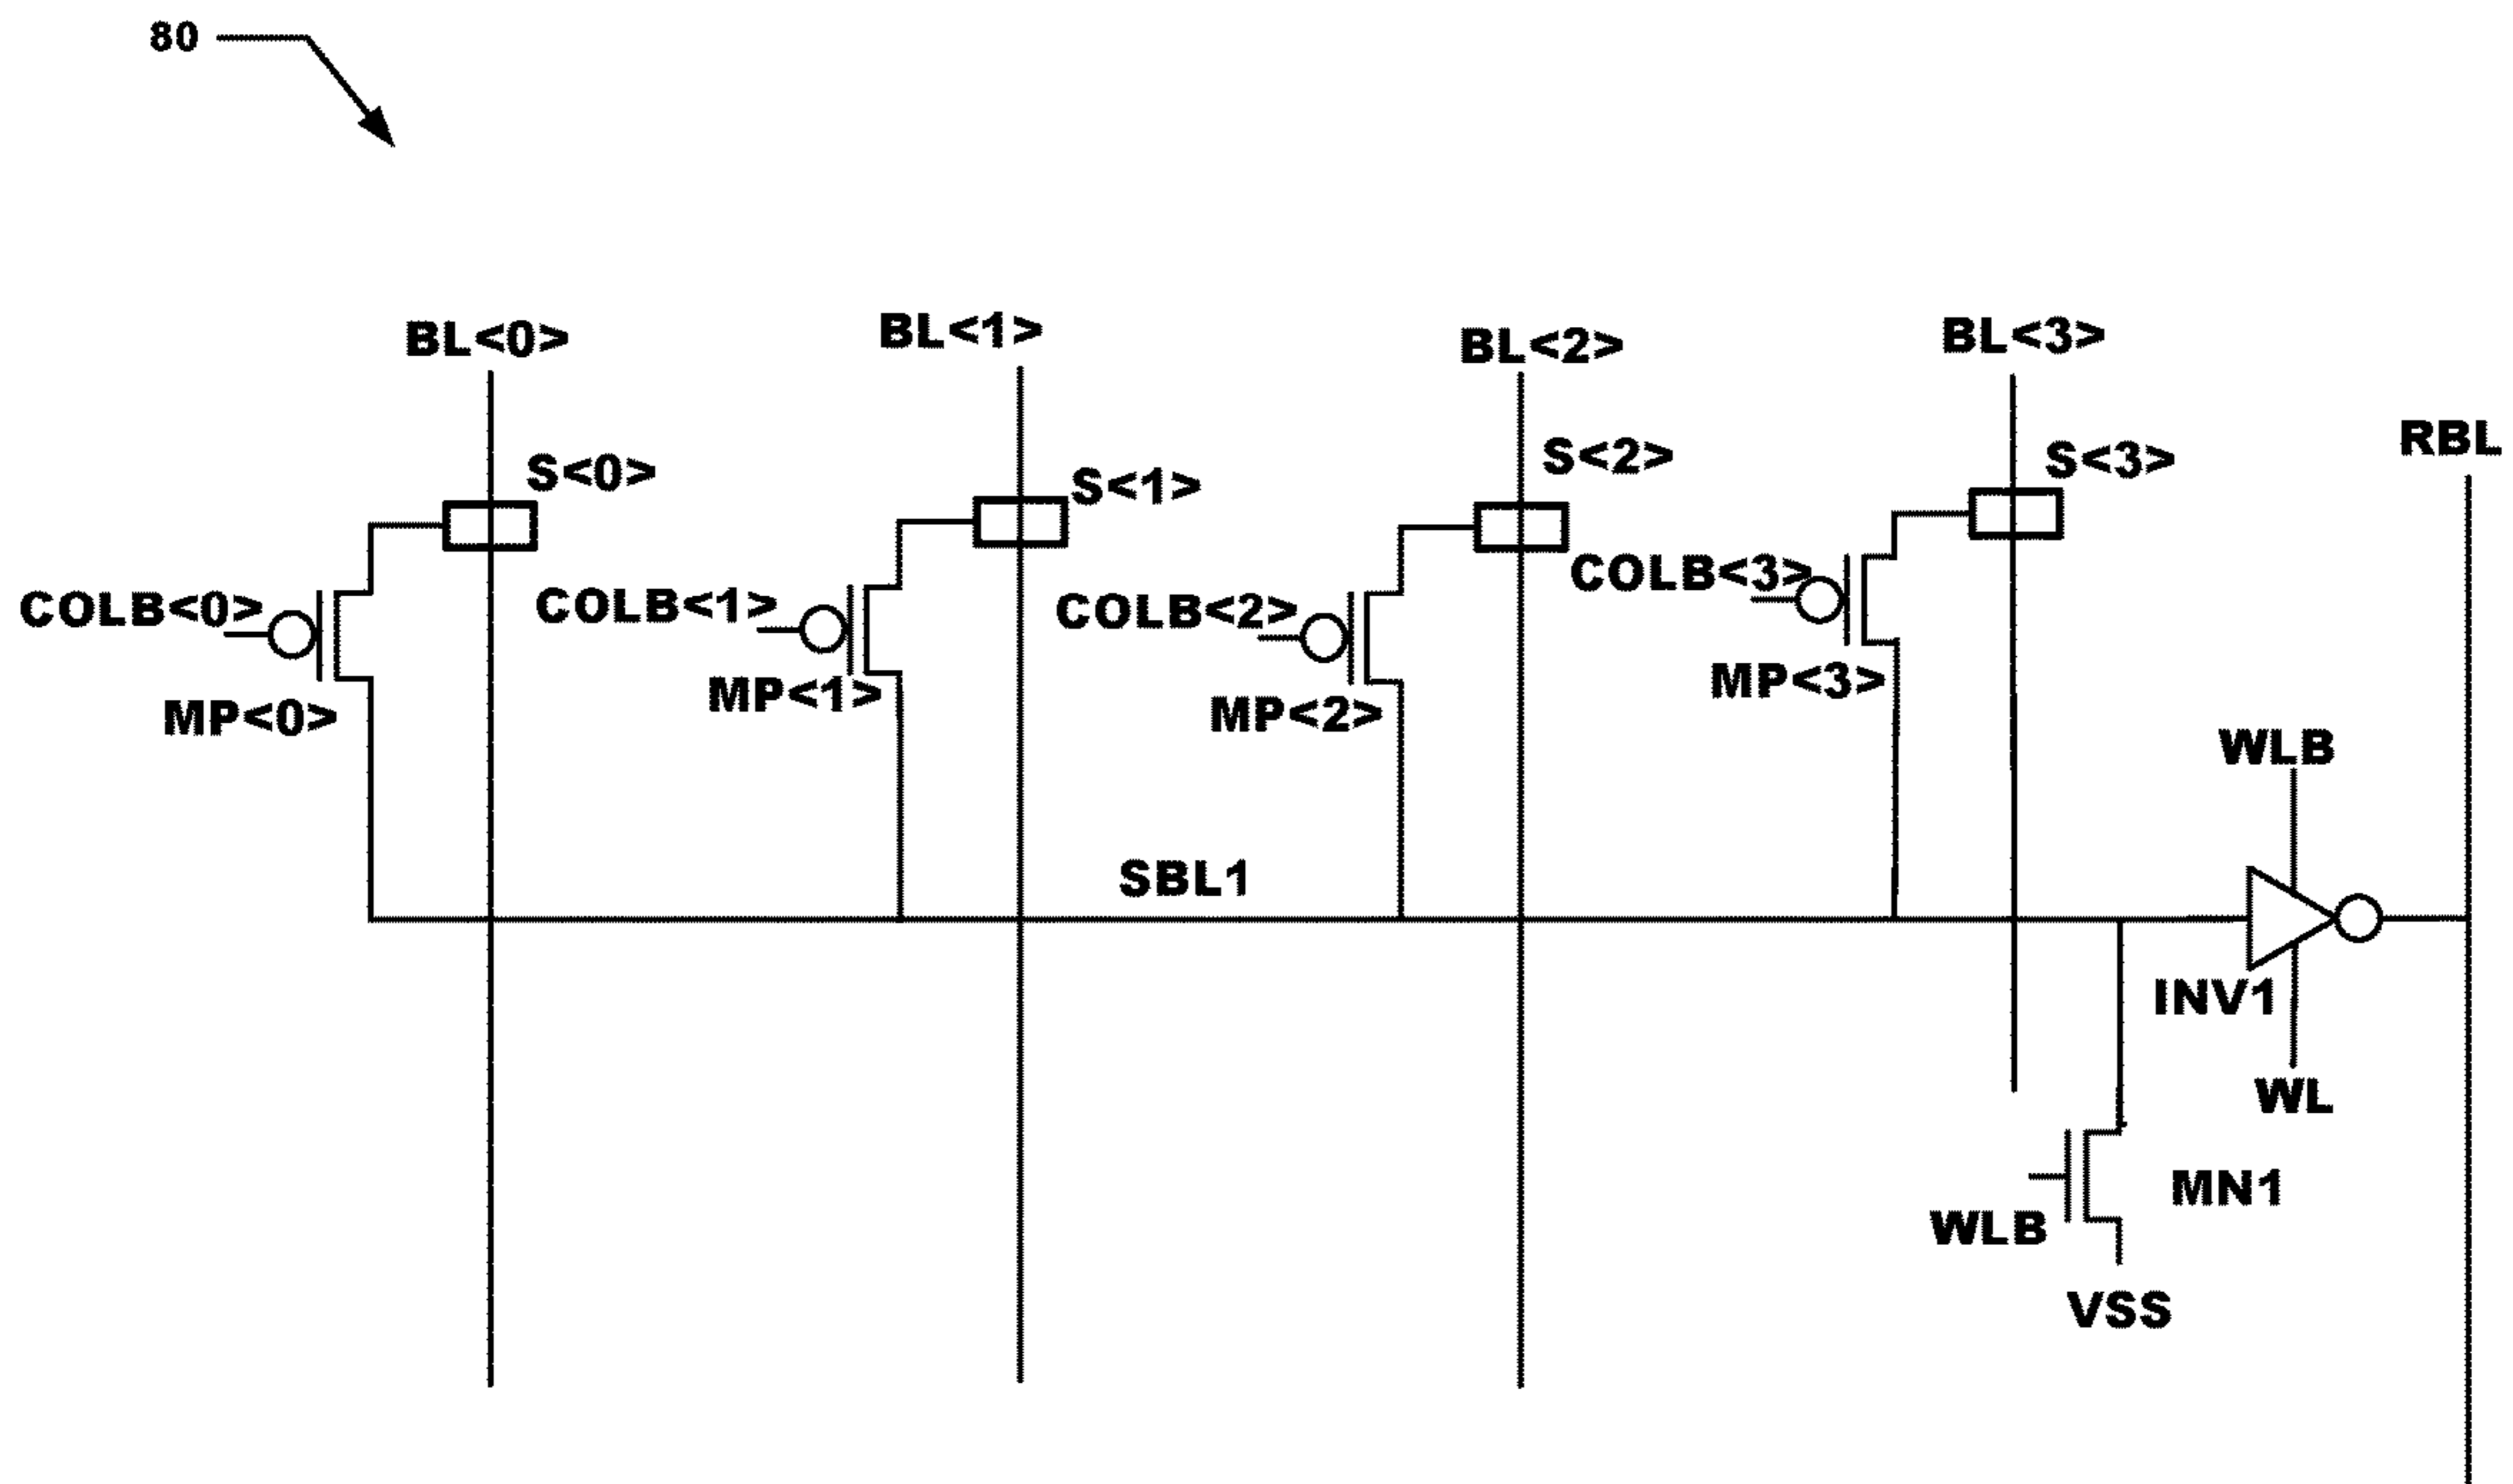 80
BL<0>
BL<1>
BL<2>
BL<3>
RBL
S<0>
S<1>
S<2>
S<3>
COLB<0>
COLB<1>
COLB<2>
COLB<3>
MP<0>
MP<1>
MP<2>
MP<3>
WLB
SBL1
INV1
WL
MN1
WLB
VSS